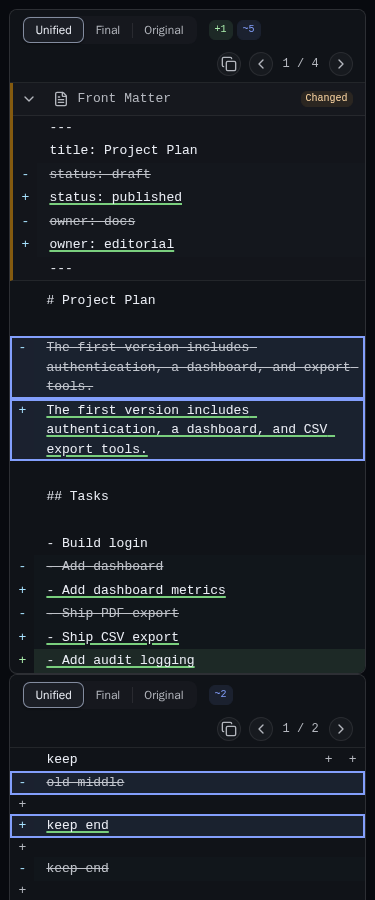 Unified Final Original +1 ~5
1 / 4
Front Matter Changed
---
title: Project Plan
- status: draft
+ status: published
- owner: docs
+ owner: editorial
---
# Project Plan
- The first version includes
authentication, a dashboard, and export
tools.
+ The first version includes
authentication, a dashboard, and CSV
export tools.
## Tasks
- Build login
- - Add dashboard
+ - Add dashboard metrics
- - Ship PDF export
+ - Ship CSV export
+ - Add audit logging
Unified Final Original ~2
1 / 2
keep + +
- old middle
+
+ keep end
+
- keep end
+